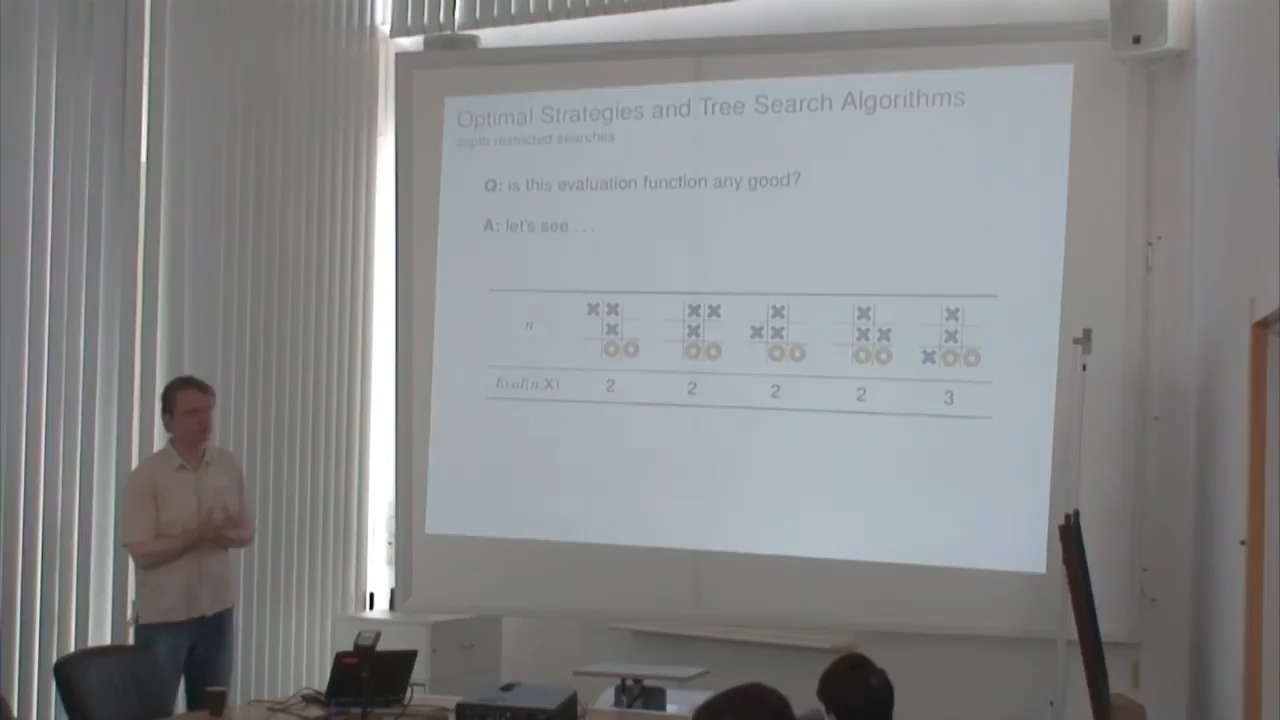 Optimal Strategies and Tree Search Algorithms
depth restricted searches
Q: is this evaluation function any good?
A: let's see . . .
n
Eval(n,X) 2 2 2 2 3